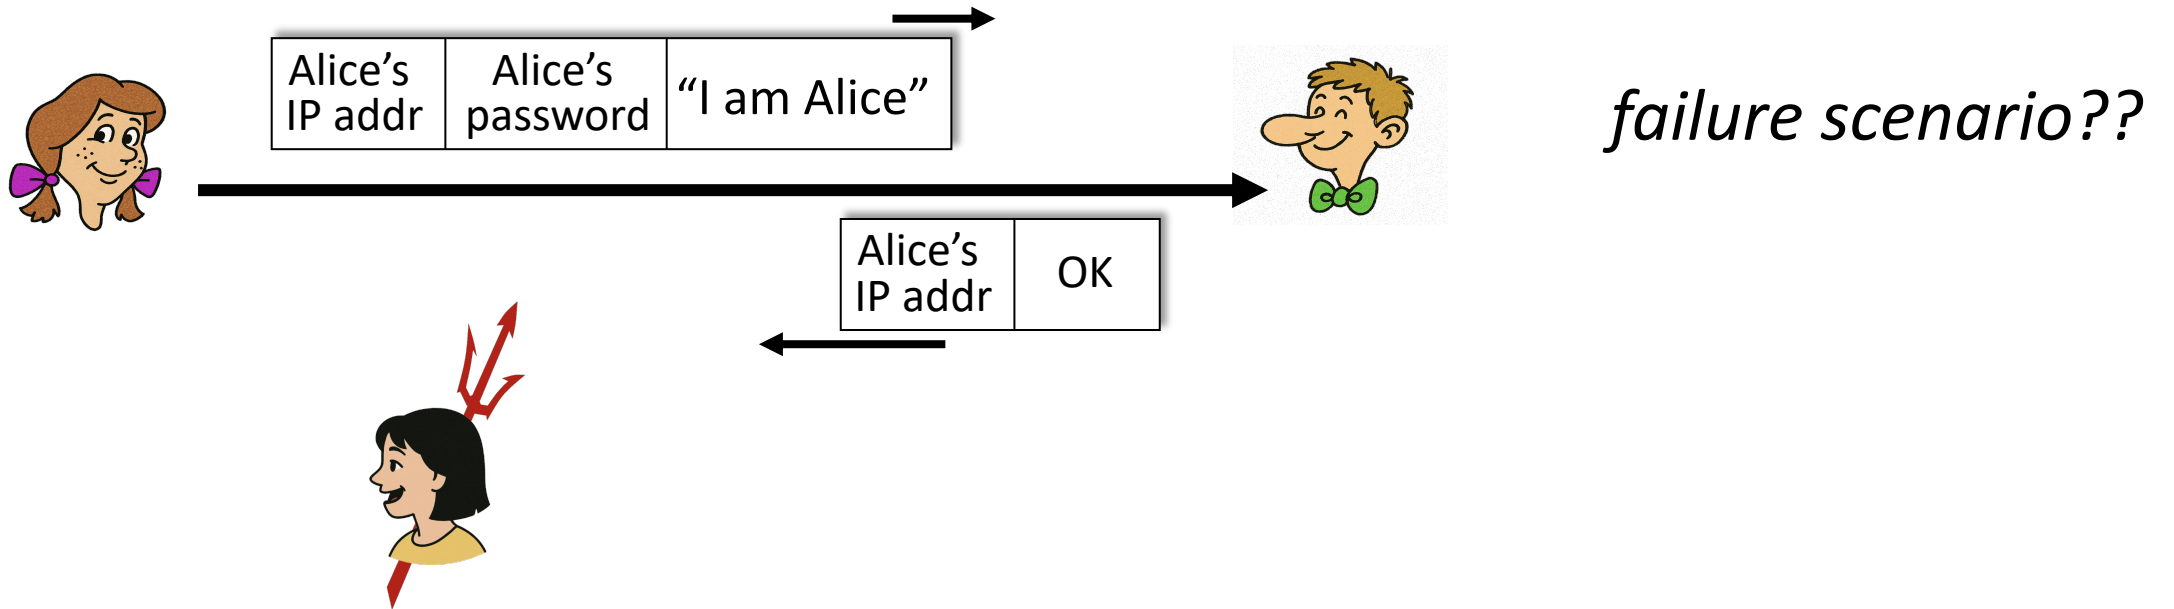 Alice’s
IP addr
Alice’s
password
“I am Alice”
failure scenario??
Alice’s
IP addr
OK